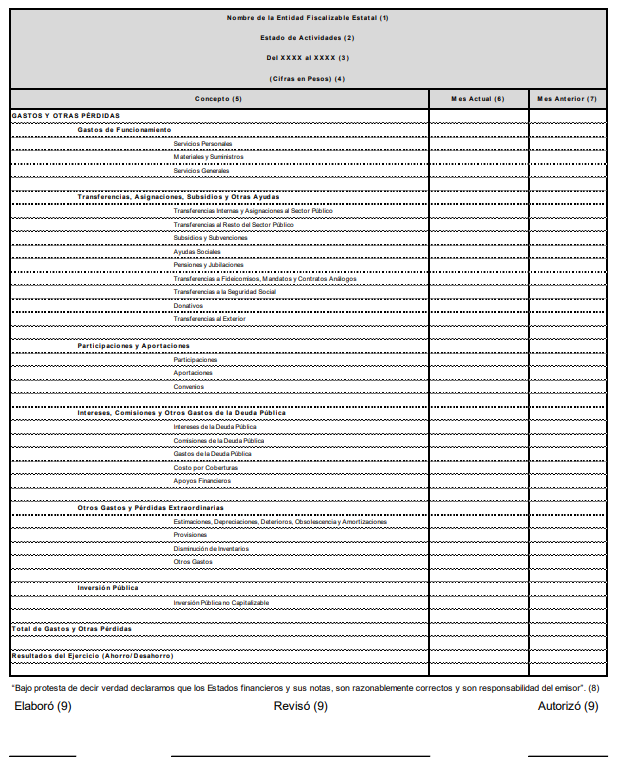 Nombre de la Entidad Fiscalizable Estatal (1)
Estado de Actividades (2)
Del XXXX al XXXX (3)
(Cifras en Pesos) (4)
Concepto (5) Mes Actual (6) Mes Anterior (7)
GASTOS Y OTRAS PÉRDIDAS
Gastos de Funcionamiento
Servicios Personales
Materiales y Suministros
Servicios Generales
Transferencias, Asignaciones, Subsidios y Otras Ayudas
Transferencias Internas y Asignaciones al Sector Público
Transferencias al Resto del Sector Público
Subsidios y Subvenciones
Ayudas Sociales
Pensiones y Jubilaciones
Transferencias a Fideicomisos, Mandatos y Contratos Análogos
Transferencias a la Seguridad Social
Donativos
Transferencias al Exterior
Participaciones y Aportaciones
Participaciones
Aportaciones
Convenios
Intereses, Comisiones y Otros Gastos de la Deuda Pública
Intereses de la Deuda Pública
Comisiones de la Deuda Pública
Gastos de la Deuda Pública
Costo por Coberturas
Apoyos Financieros
Otros Gastos y Pérdidas Extraordinarias
Estimaciones, Depreciaciones, Deterioros, Obsolescencia y Amortizaciones
Provisiones
Disminución de Inventarios
Otros Gastos
Inversión Pública
Inversión Pública no Capitalizable
Total de Gastos y Otras Pérdidas
Resultados del Ejercicio (Ahorro/Desahorro)
"Bajo protesta de decir verdad declaramos que los Estados financieros y sus notas, son razonablemente correctos y son responsabilidad del emisor". (8)
Elaboró (9) Revisó (9) Autorizó (9)